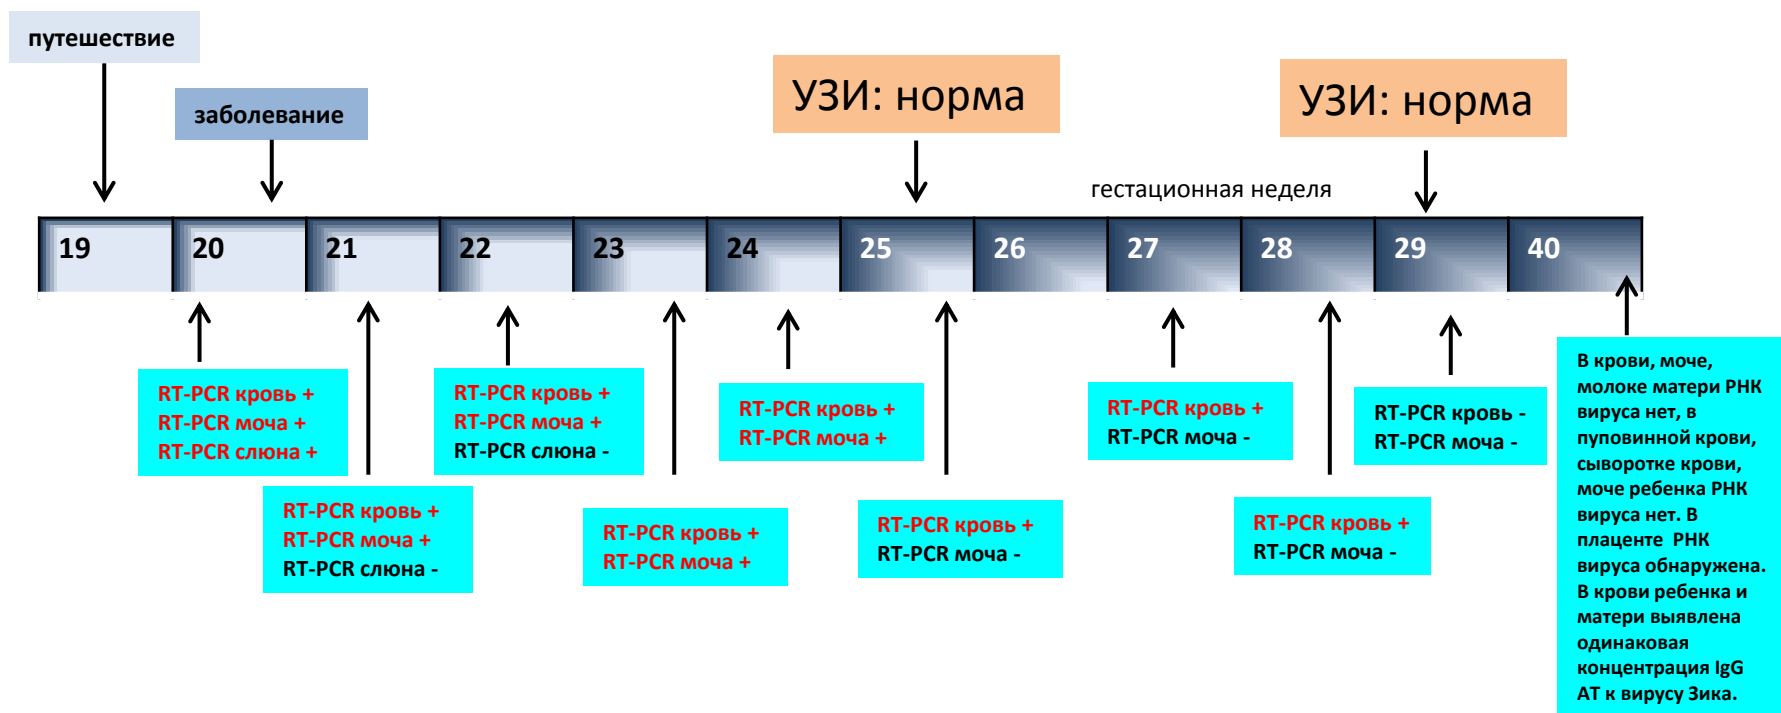 путешествие
заболевание
УЗИ: норма
УЗИ: норма
гестационная неделя
19
20
21
22
23
24
25
26
27
28
29
40
RT-PCR кровь +
RT-PCR моча +
RT-PCR слюна +
RT-PCR кровь +
RT-PCR моча +
RT-PCR слюна -
RT-PCR кровь +
RT-PCR моча +
RT-PCR слюна -
RT-PCR кровь +
RT-PCR моча +
RT-PCR кровь +
RT-PCR моча +
RT-PCR кровь +
RT-PCR моча -
RT-PCR кровь +
RT-PCR моча -
RT-PCR кровь +
RT-PCR моча -
RT-PCR кровь -
RT-PCR моча -
В крови, моче,
молоке матери РНК
вируса нет, в
пуповинной крови,
сыворотке крови,
моче ребенка РНК
вируса нет. В
плаценте РНК
вируса обнаружена.
В крови ребенка и
матери выявлена
одинаковая
концентрация IgG
АТ к вирусу Зика.